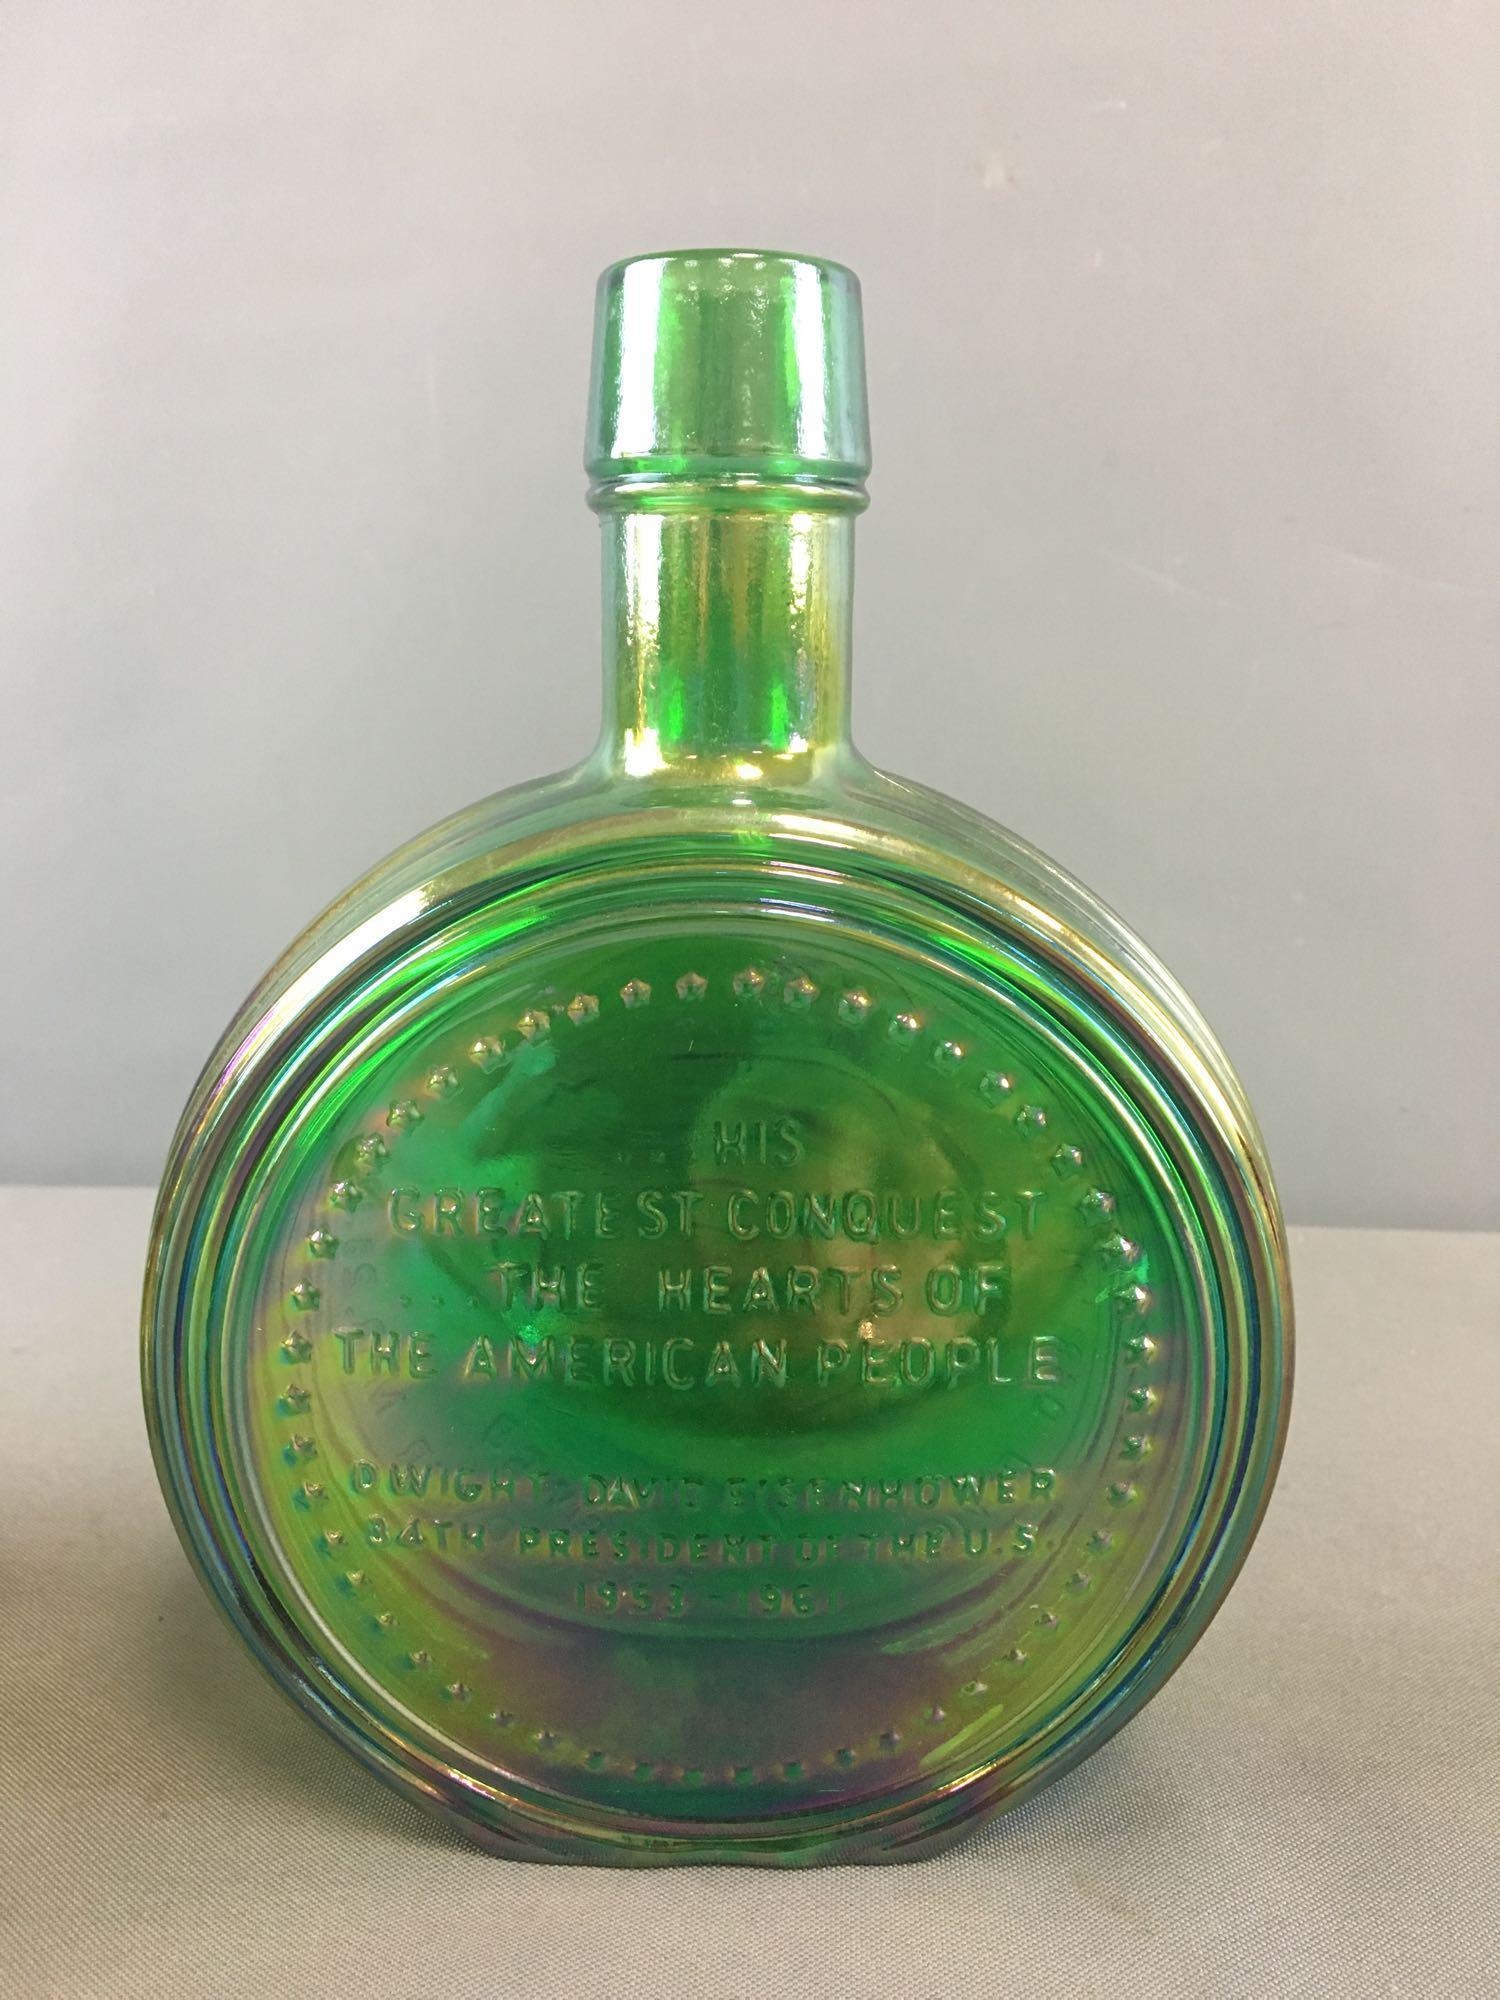 ...HIS
GREATEST CONQUEST
....THE HEARTS OF
THE AMERICAN PEOPLE
DWIGHT DAVID EISENHOWER
34TH PRESIDENT OF THE U.S.
1953-1961